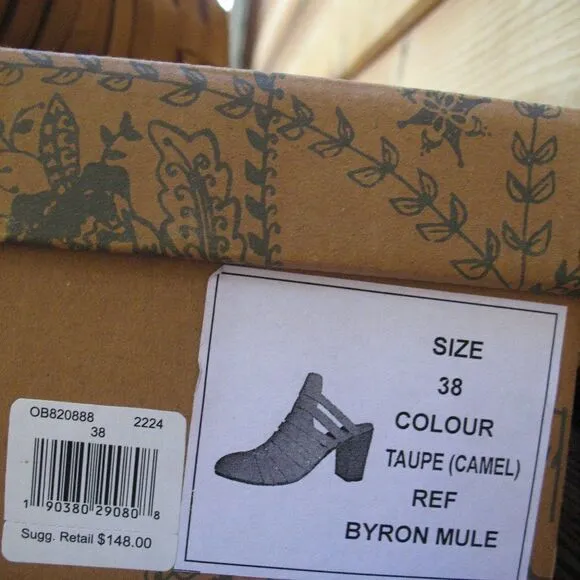 SIZE
38
COLOUR
TAUPE (CAMEL)
REF
BYRON MULE
OB820888 2224
38
1 90380 29080 8
Sugg. Retail $148.00